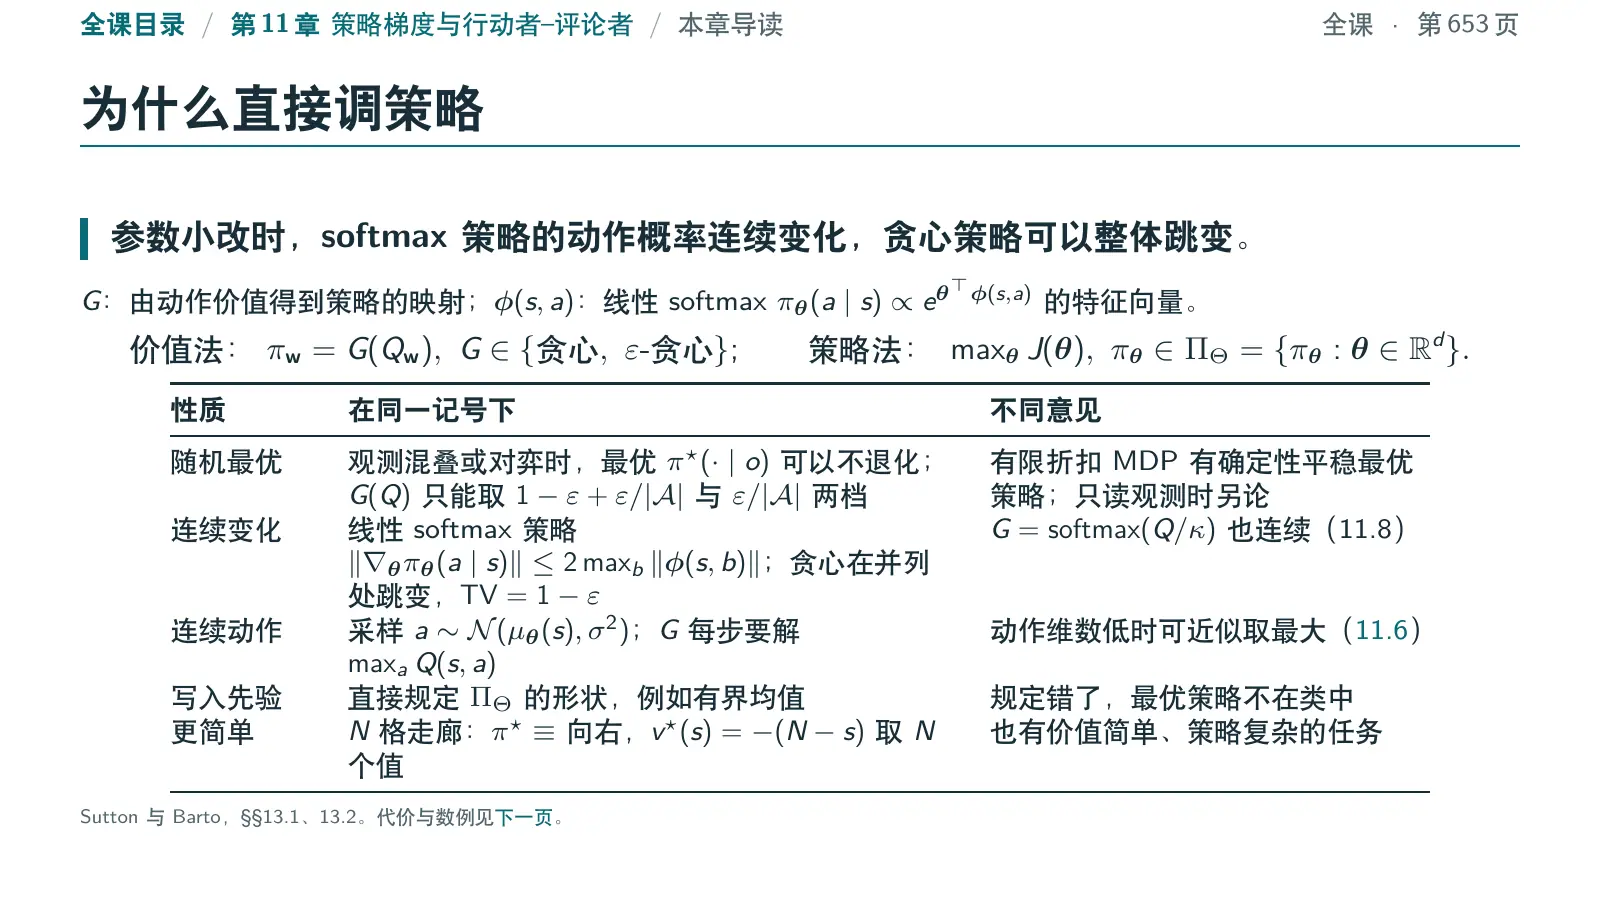 全课目录 / 第 11 章 策略梯度与行动者–评论者 / 本章导读
全课 · 第 653 页
为什么直接调策略
参数小改时，softmax 策略的动作概率连续变化，贪心策略可以整体跳变。
G：由动作价值得到策略的映射；ϕ(s, a)：线性 softmax π_θ(a | s) ∝ e^{θ^⊤ϕ(s,a)} 的特征向量。
价值法： π_w = G(Q_w), G ∈ {贪心, ε-贪心}; 策略法： max_θ J(θ), π_θ ∈ Π_Θ = {π_θ : θ ∈ ℝ^d}.
性质 在同一记号下 不同意见
随机最优 观测混叠或对弈时，最优 π⋆(· | o) 可以不退化； 有限折扣 MDP 有确定性平稳最优
G(Q) 只能取 1 − ε + ε/|𝒜| 与 ε/|𝒜| 两档 策略；只读观测时另论
连续变化 线性 softmax 策略 G = softmax(Q/κ) 也连续（11.8）
‖∇_θπ_θ(a | s)‖ ≤ 2 max_b ‖ϕ(s, b)‖；贪心在并列
处跳变，TV = 1 − ε
连续动作 采样 a ∼ 𝒩(μ_θ(s), σ²)；G 每步要解 动作维数低时可近似取最大（11.6）
max_a Q(s, a)
写入先验 直接规定 Π_Θ 的形状，例如有界均值 规定错了，最优策略不在类中
更简单 N 格走廊：π⋆ ≡ 向右，v⋆(s) = −(N − s) 取 N 也有价值简单、策略复杂的任务
个值
Sutton 与 Barto，§§13.1、13.2。代价与数例见下一页。